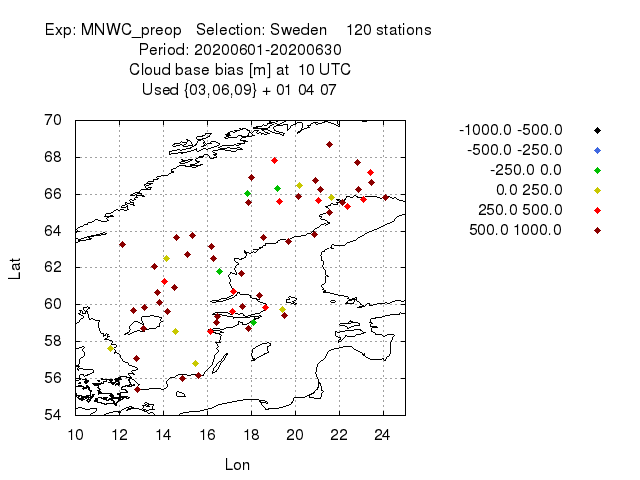 Exp: MNWC_preop Selection: Sweden 120 stations
Period: 20200601-20200630
Cloud base bias [m] at 10 UTC
Used {03,06,09} + 01 04 07
70
68
66
64
62
60
58
56
54
Lat
10 12 14 16 18 20 22 24
Lon
-1000.0 -500.0
-500.0 -250.0
-250.0 0.0
0.0 250.0
250.0 500.0
500.0 1000.0